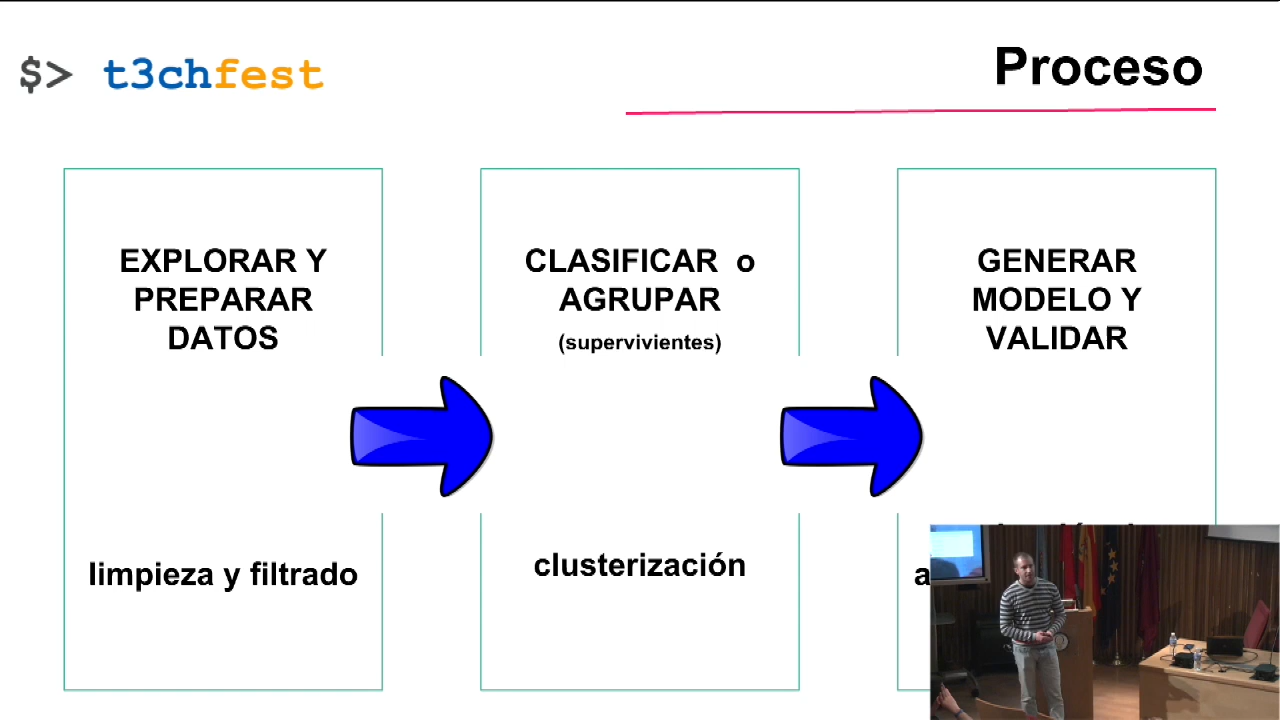 $> t3chfest
Proceso
EXPLORAR Y
PREPARAR
DATOS
limpieza y filtrado
CLASIFICAR o
AGRUPAR
(supervivientes)
clusterización
GENERAR
MODELO Y
VALIDAR